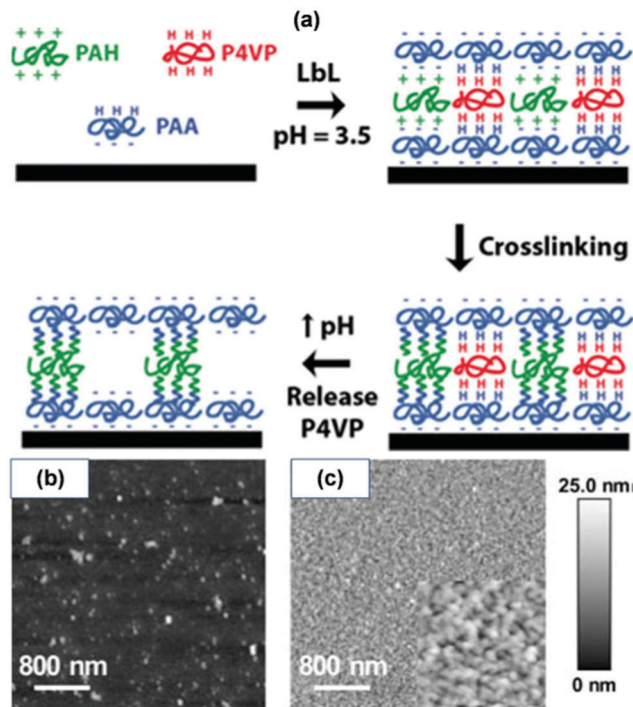 (a)
+ + +
PAH
+ + +
H H H
P4VP
H H H
H H H
PAA
- - -
LbL
pH = 3.5
Crosslinking
↑ pH
Release
P4VP
(b)
800 nm
(c)
800 nm
25.0 nm
0 nm